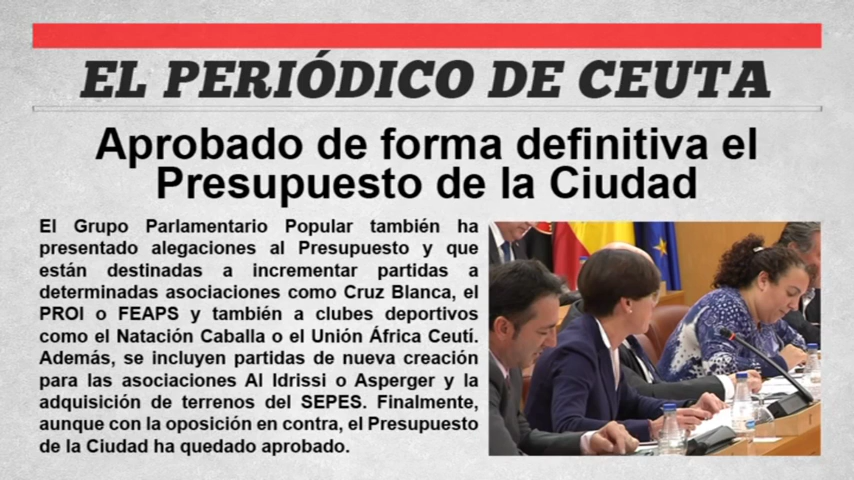 EL PERIÓDICO DE CEUTA
Aprobado de forma definitiva el
Presupuesto de la Ciudad
El Grupo Parlamentario Popular también ha
presentado alegaciones al Presupuesto y que
están destinadas a incrementar partidas a
determinadas asociaciones como Cruz Blanca, el
PROI o FEAPS y también a clubes deportivos
como el Natación Caballa o el Unión África Ceutí.
Además, se incluyen partidas de nueva creación
para las asociaciones Al Idrissi o Asperger y la
adquisición de terrenos del SEPES. Finalmente,
aunque con la oposición en contra, el Presupuesto
de la Ciudad ha quedado aprobado.